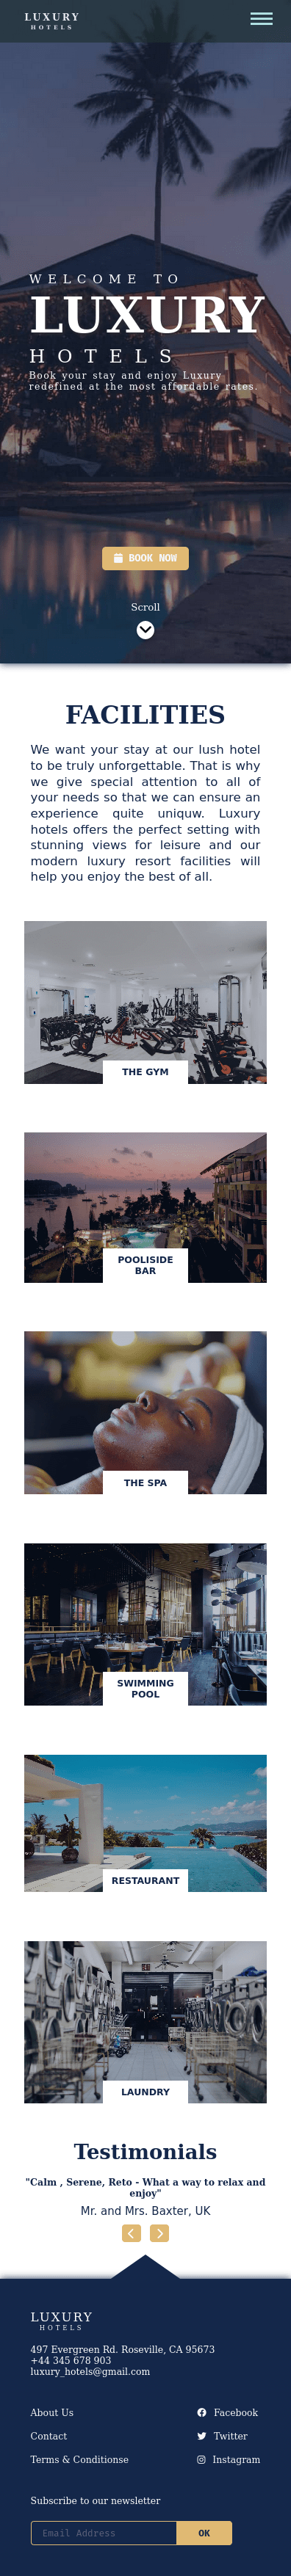 LUXURY
HOTELS
WELCOME TO
LUXURY
HOTELS
Book your stay and enjoy Luxury
redefined at the most affordable rates.
BOOK NOW
Scroll
FACILITIES
We want your stay at our lush hotel
to be truly unforgettable. That is why
we give special attention to all of
your needs so that we can ensure an
experience quite uniquw. Luxury
hotels offers the perfect setting with
stunning views for leisure and our
modern luxury resort facilities will
help you enjoy the best of all.
THE GYM
POOLISIDE
BAR
THE SPA
SWIMMING
POOL
RESTAURANT
LAUNDRY
Testimonials
"Calm , Serene, Reto - What a way to relax and
enjoy"
Mr. and Mrs. Baxter, UK
LUXURY
HOTELS
497 Evergreen Rd. Roseville, CA 95673
+44 345 678 903
luxury_hotels@gmail.com
About Us
Facebook
Contact
Twitter
Terms & Conditionse
Instagram
Subscribe to our newsletter
Email Address
OK